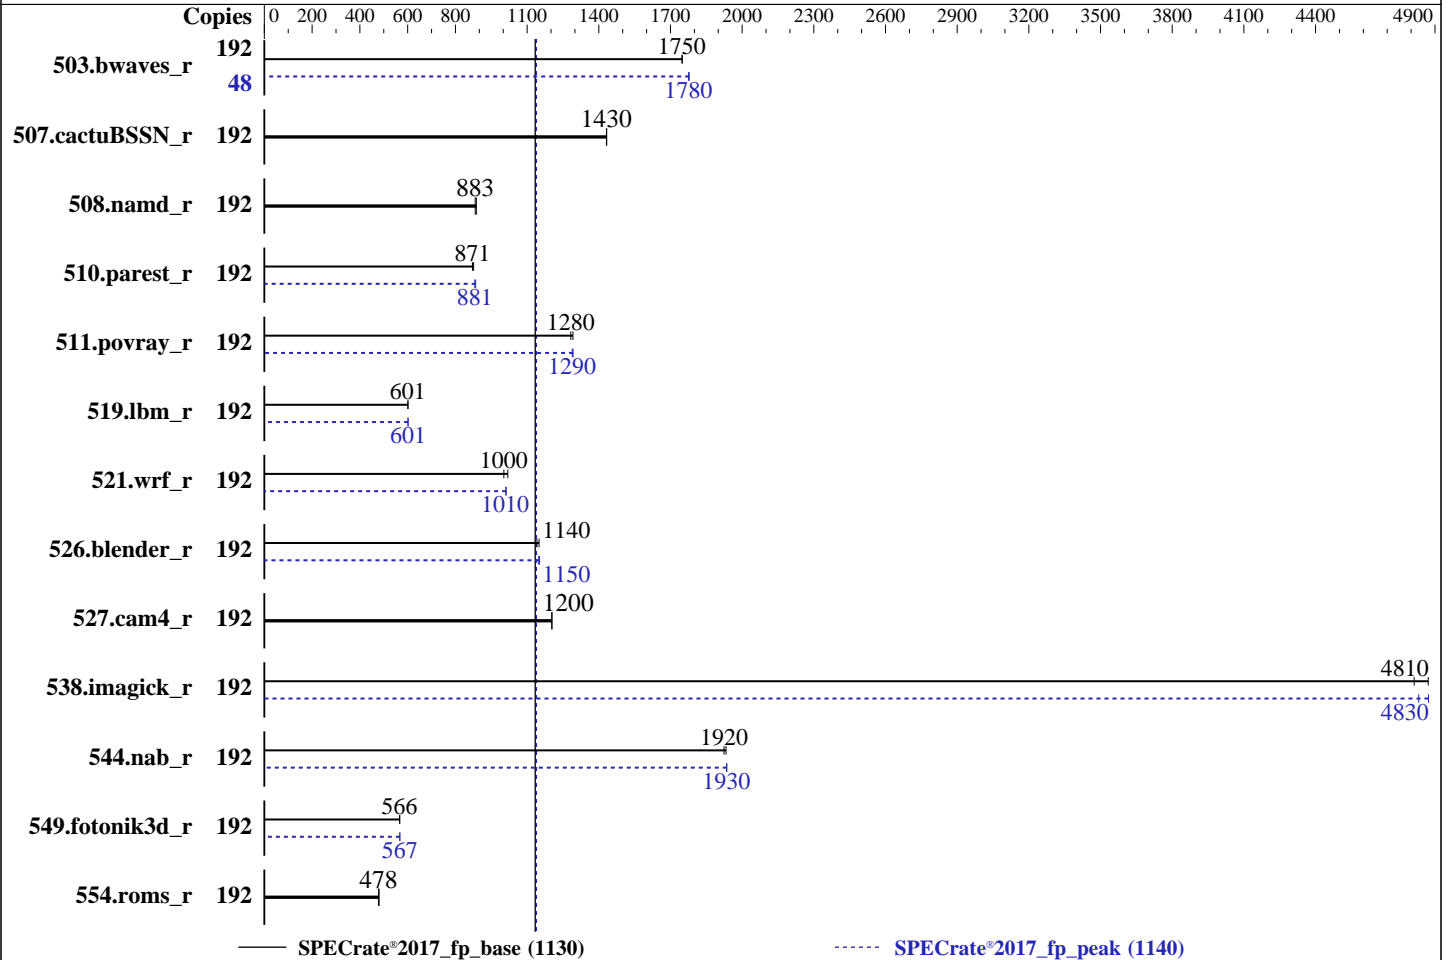 Copies 0 200 400 600 800 1100 1400 1700 2000 2300 2600 2900 3200 3500 3800 4100 4400 4900
503.bwaves_r 192 1750
48 1780
507.cactuBSSN_r 192 1430
508.namd_r 192 883
510.parest_r 192 871
881
511.povray_r 192 1280
1290
519.lbm_r 192 601
601
521.wrf_r 192 1000
1010
526.blender_r 192 1140
1150
527.cam4_r 192 1200
538.imagick_r 192 4810
4830
544.nab_r 192 1920
1930
549.fotonik3d_r 192 566
567
554.roms_r 192 478
SPECrate®2017_fp_base (1130) SPECrate®2017_fp_peak (1140)